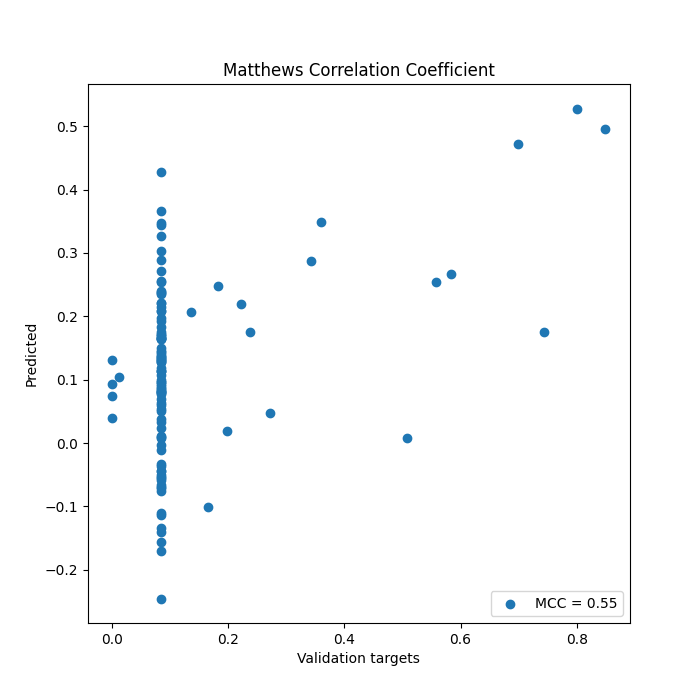 Matthews Correlation Coefficient
0.5
0.4
0.3
0.2
0.1
0.0
−0.1
−0.2
Predicted
0.0 0.2 0.4 0.6 0.8
Validation targets
MCC = 0.55